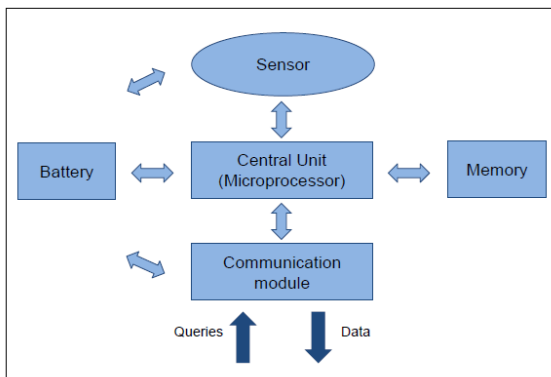 Sensor
Battery
Central Unit
(Microprocessor)
Memory
Communication
module
Queries
Data